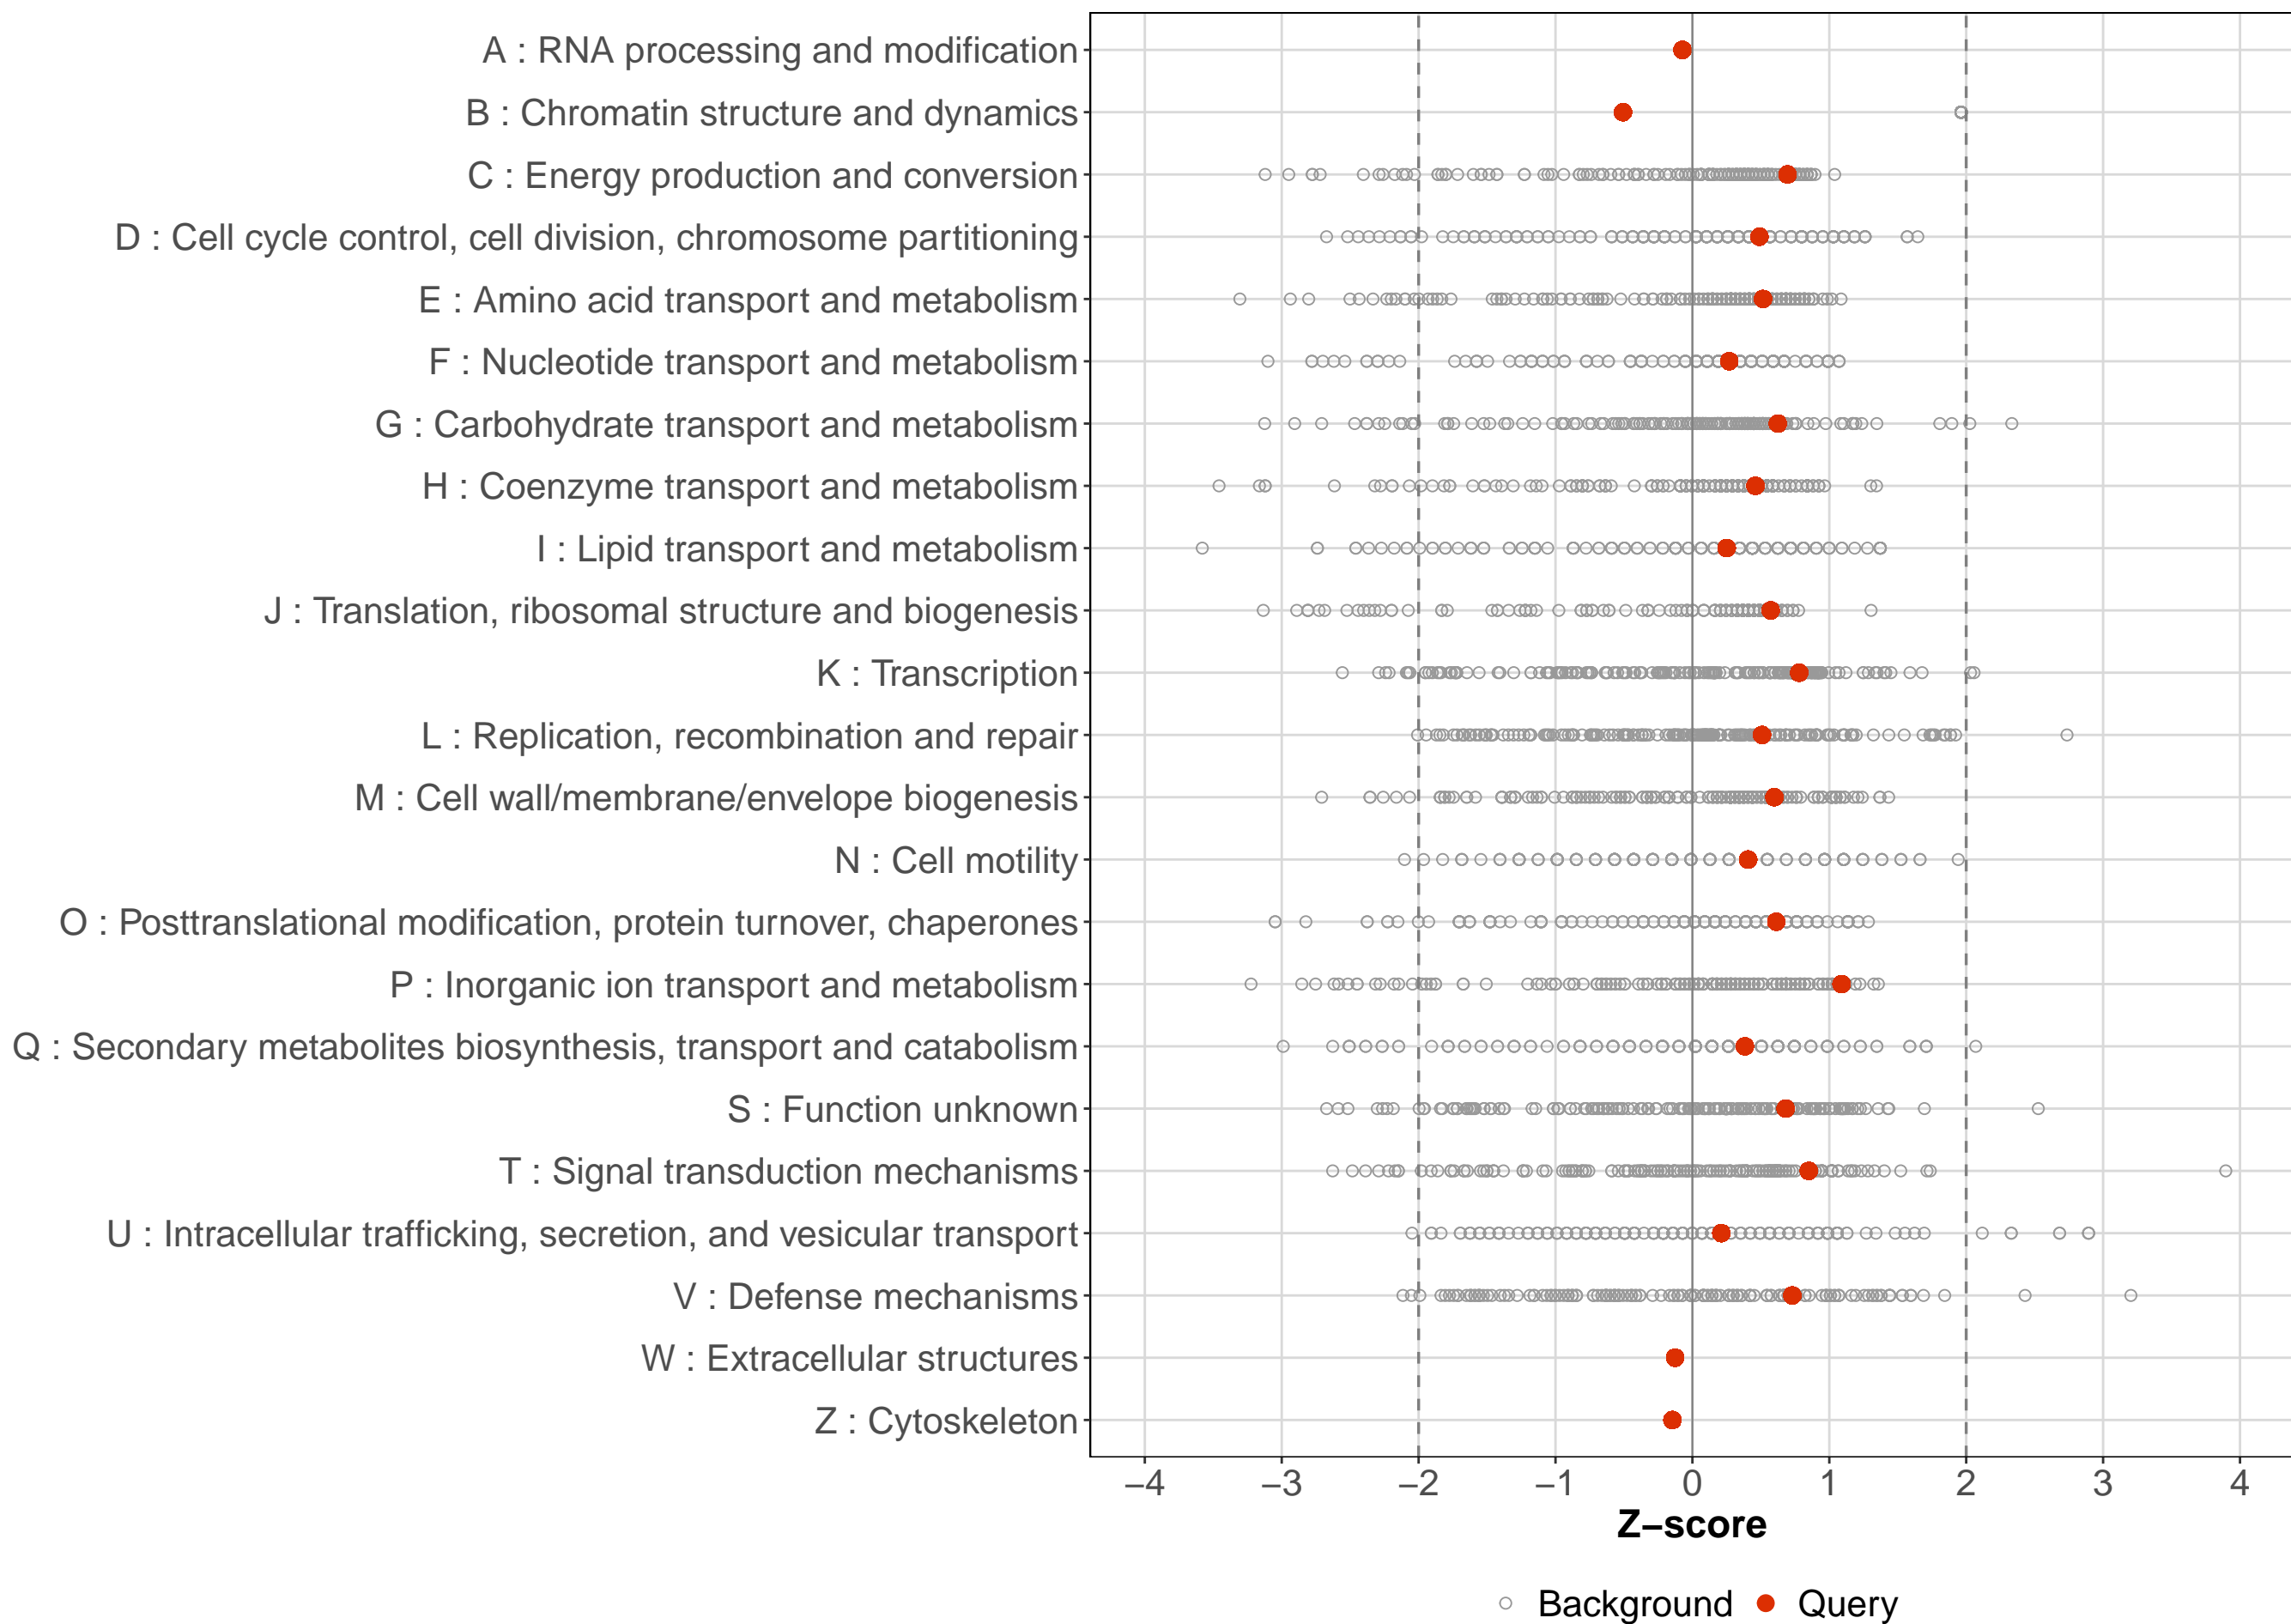 A : RNA processing and modification
B : Chromatin structure and dynamics
C : Energy production and conversion
D : Cell cycle control, cell division, chromosome partitioning
E : Amino acid transport and metabolism
F : Nucleotide transport and metabolism
G : Carbohydrate transport and metabolism
H : Coenzyme transport and metabolism
I : Lipid transport and metabolism
J : Translation, ribosomal structure and biogenesis
K : Transcription
L : Replication, recombination and repair
M : Cell wall/membrane/envelope biogenesis
N : Cell motility
O : Posttranslational modification, protein turnover, chaperones
P : Inorganic ion transport and metabolism
Q : Secondary metabolites biosynthesis, transport and catabolism
S : Function unknown
T : Signal transduction mechanisms
U : Intracellular trafficking, secretion, and vesicular transport
V : Defense mechanisms
W : Extracellular structures
Z : Cytoskeleton
−4 −3 −2 −1 0 1 2 3 4
Z−score
Background Query